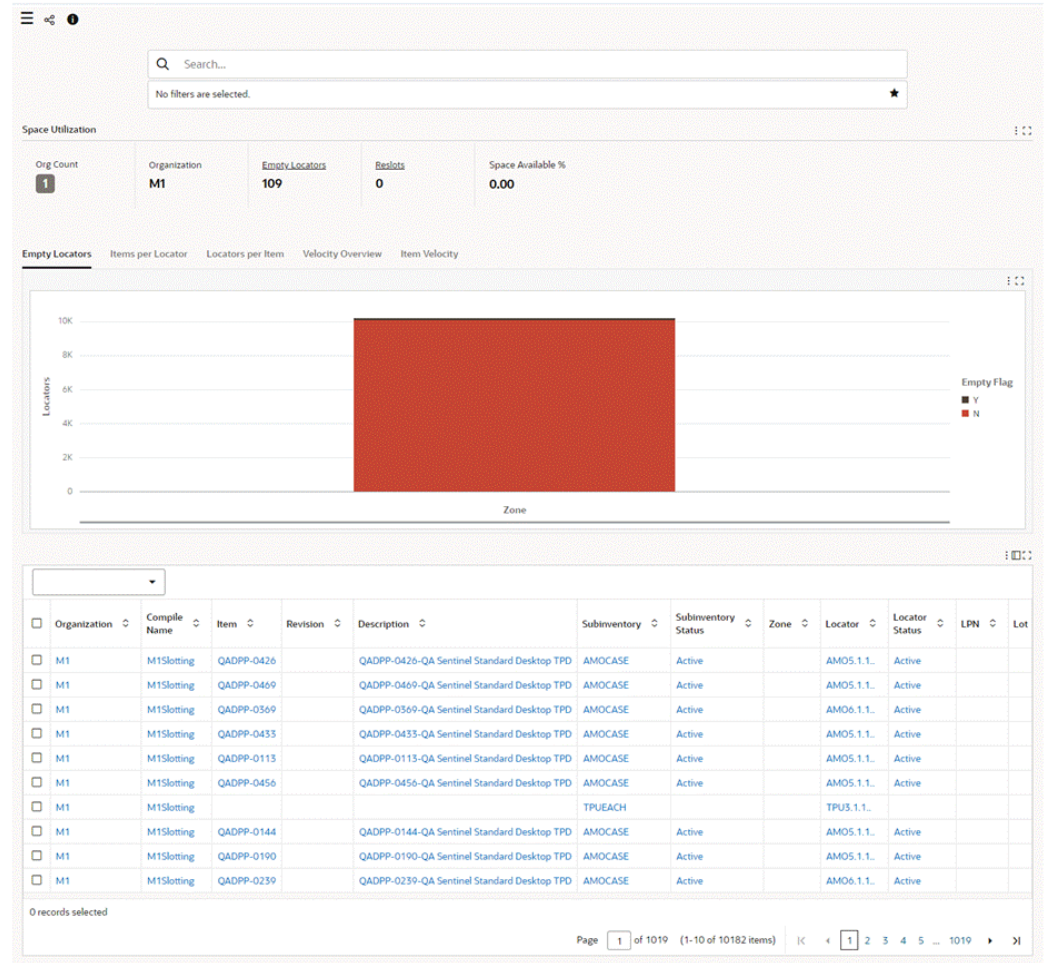 Search...
No filters are selected.
Space Utilization
Org Count
1
Organization
M1
Empty Locators
109
Reslots
0
Space Available %
0.00
Empty Locators Items per Locator Locators per Item Velocity Overview Item Velocity
10K
8K
6K
4K
2K
0
Locators
Zone
Empty Flag
Y
N
Organization Compile Name Item Revision Description Subinventory Subinventory Status Zone Locator Locator Status LPN Lot
M1 M1Slotting QADPP-0426 QADPP-0426-QA Sentinel Standard Desktop TPD AMOCASE Active AMO5.1.1.. Active
M1 M1Slotting QADPP-0469 QADPP-0469-QA Sentinel Standard Desktop TPD AMOCASE Active AMO5.1.1.. Active
M1 M1Slotting QADPP-0369 QADPP-0369-QA Sentinel Standard Desktop TPD AMOCASE Active AMO6.1.1.. Active
M1 M1Slotting QADPP-0433 QADPP-0433-QA Sentinel Standard Desktop TPD AMOCASE Active AMO5.1.1.. Active
M1 M1Slotting QADPP-0113 QADPP-0113-QA Sentinel Standard Desktop TPD AMOCASE Active AMO5.1.1.. Active
M1 M1Slotting QADPP-0456 QADPP-0456-QA Sentinel Standard Desktop TPD AMOCASE Active AMO5.1.1.. Active
M1 M1Slotting TPUEACH TPU3.1.1..
M1 M1Slotting QADPP-0144 QADPP-0144-QA Sentinel Standard Desktop TPD AMOCASE Active AMO5.1.1.. Active
M1 M1Slotting QADPP-0190 QADPP-0190-QA Sentinel Standard Desktop TPD AMOCASE Active AMO5.1.1.. Active
M1 M1Slotting QADPP-0239 QADPP-0239-QA Sentinel Standard Desktop TPD AMOCASE Active AMO6.1.1.. Active
0 records selected
Page 1 of 1019 (1-10 of 10182 items) 1 2 3 4 5 ... 1019